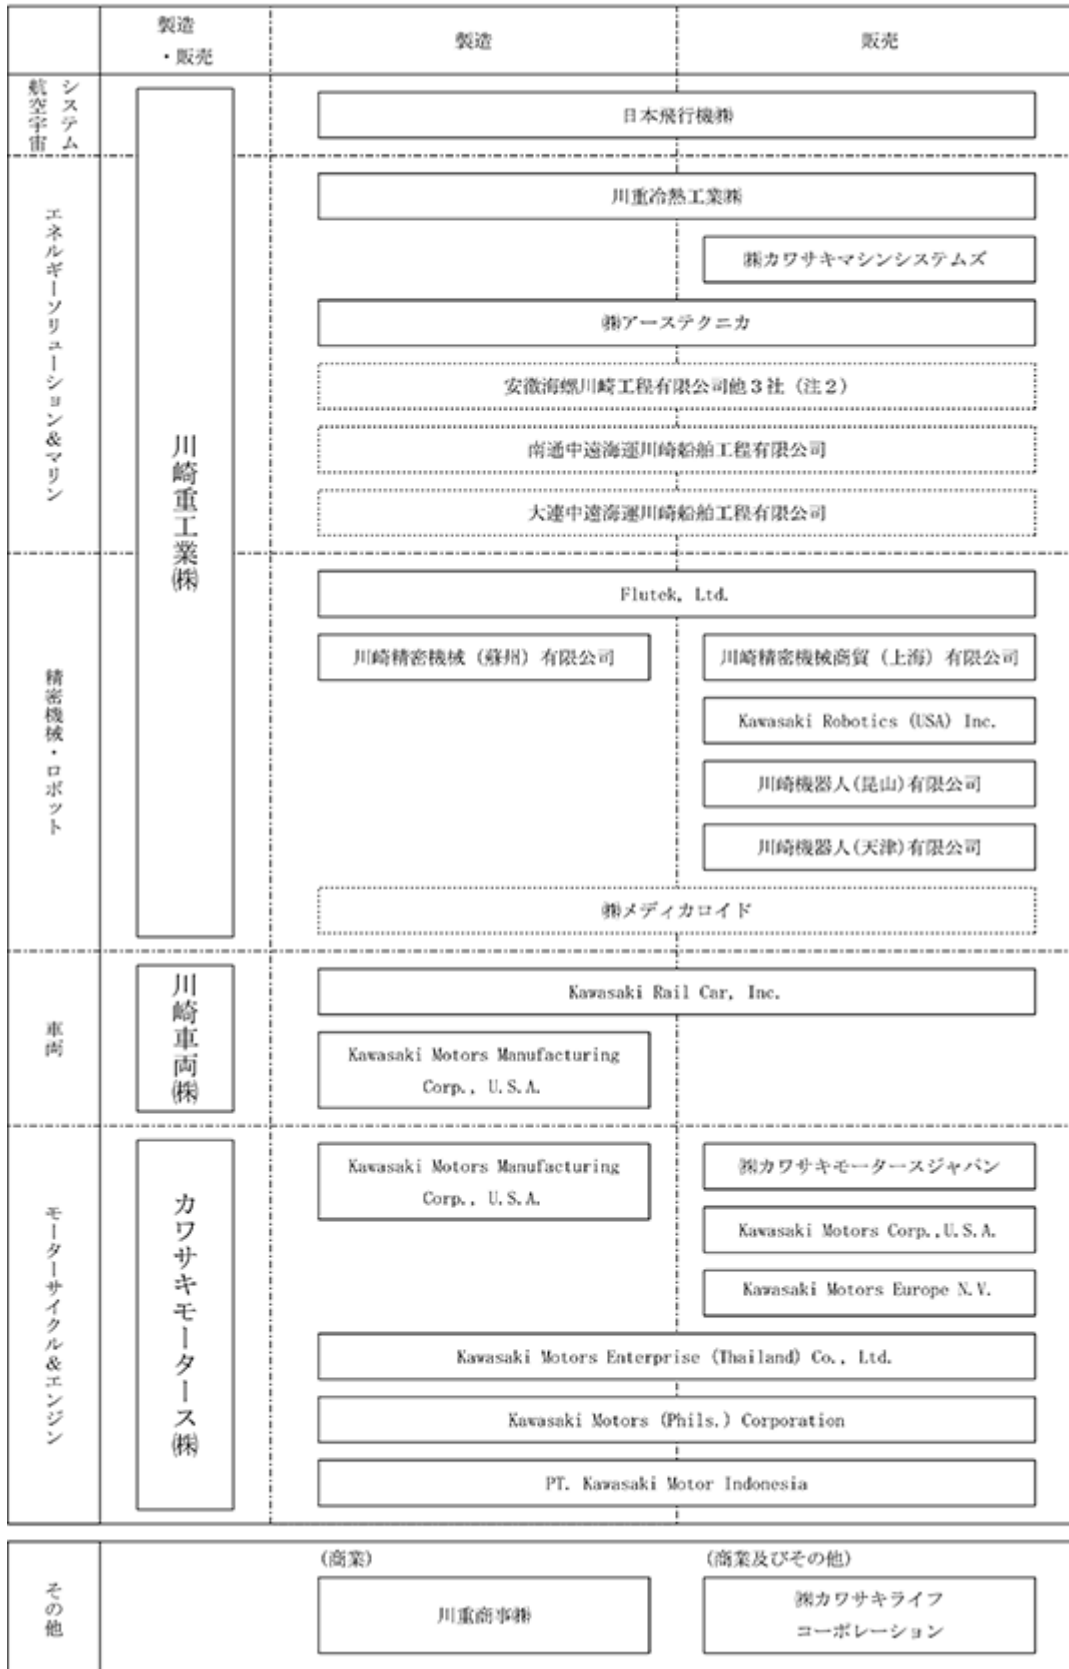 製造
・販売
製造
販売
航空宇宙
システム
川崎重工業㈱
日本飛行機㈱
エネルギーソリューション&マリン
川重冷熱工業㈱
㈱カワサキマシンシステムズ
㈱アーステクニカ
安徽海螺川崎工程有限公司他３社（注２）
南通中遠海運川崎船舶工程有限公司
大連中遠海運川崎船舶工程有限公司
精密機械・ロボット
Flutek, Ltd.
川崎精密機械（蘇州）有限公司
川崎精密機械商貿（上海）有限公司
Kawasaki Robotics (USA) Inc.
川崎機器人(昆山)有限公司
川崎機器人(天津)有限公司
㈱メディカロイド
車両
川崎車両㈱
Kawasaki Rail Car, Inc.
Kawasaki Motors Manufacturing
Corp., U.S.A.
モーターサイクル&エンジン
カワサキモータース㈱
Kawasaki Motors Manufacturing
Corp., U.S.A.
㈱カワサキモータースジャパン
Kawasaki Motors Corp.,U.S.A.
Kawasaki Motors Europe N.V.
Kawasaki Motors Enterprise (Thailand) Co., Ltd.
Kawasaki Motors (Phils.) Corporation
PT. Kawasaki Motor Indonesia
その他
(商業)
川重商事㈱
(商業及びその他)
㈱カワサキライフ
コーポレーション